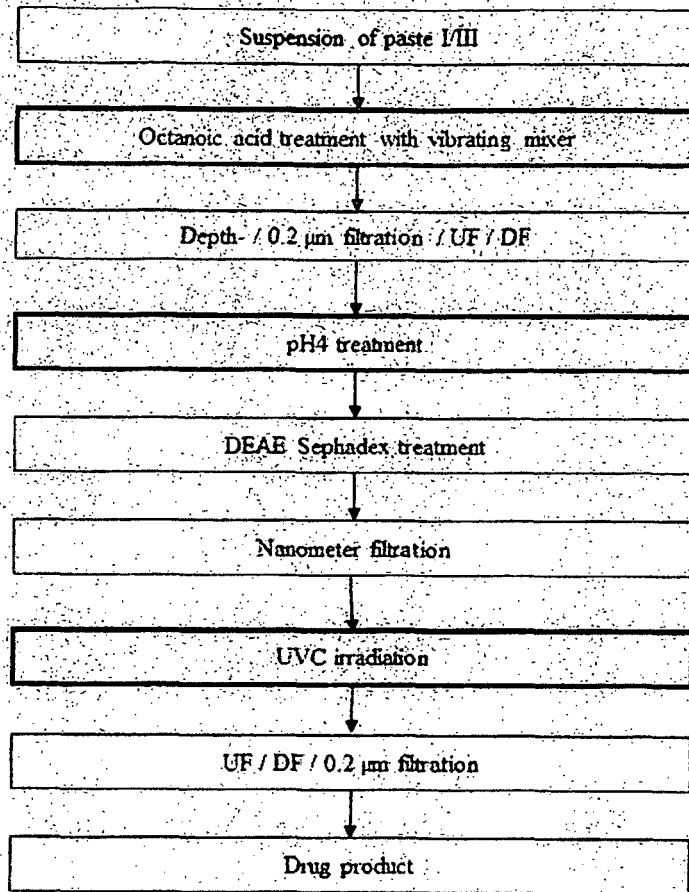 Suspension of paste I/III
Octanoic acid treatment with vibrating mixer
Depth- / 0.2 µm filtration / UF / DF
pH4 treatment
DEAE Sephadex treatment
Nanometer filtration
UVC irradiation
UF / DF / 0.2 µm filtration
Drug product